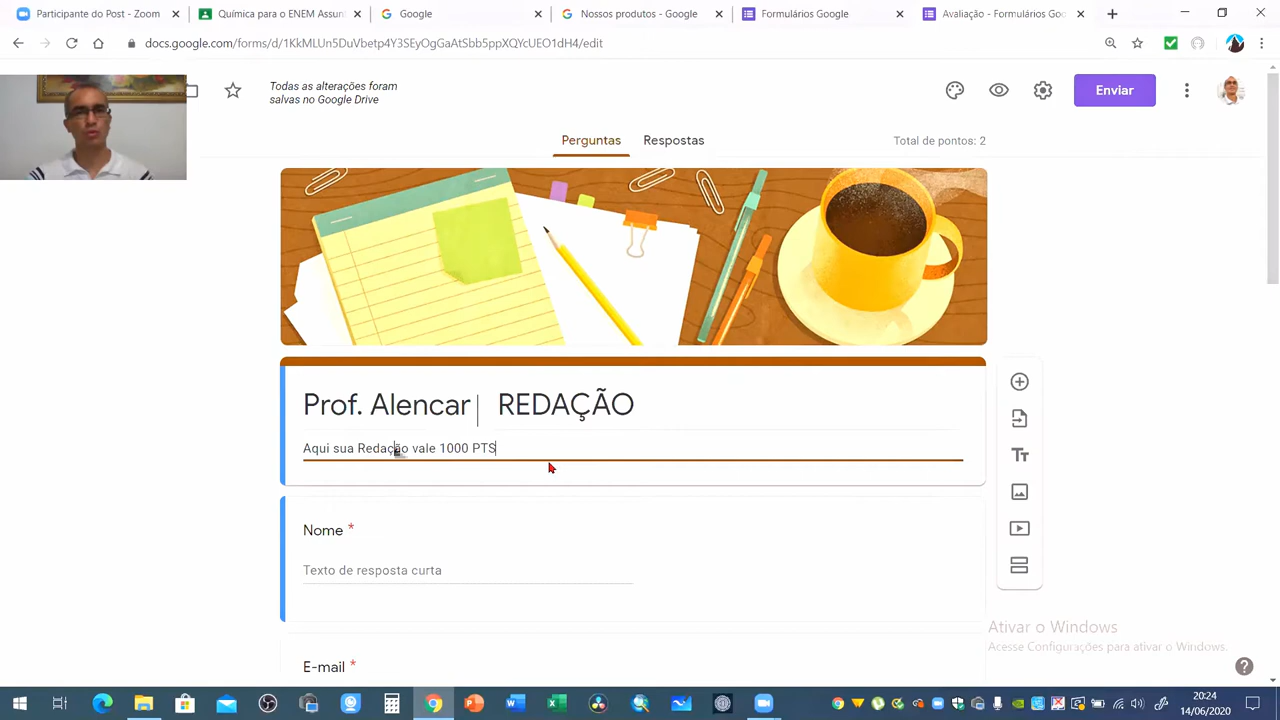 Participante do Post - Zoom
Química para o ENEM Assun
Google
Nossos produtos - Google
Formulários Google
Avaliação - Formulários Goo
docs.google.com/forms/d/1KkMLUn5DuVbetp4Y3SEyOgGaAtSbb5ppXQYcUEO1dH4/edit
Todas as alterações foram
salvas no Google Drive
Enviar
Perguntas
Respostas
Total de pontos: 2
Prof. Alencar | REDAÇÃO
Aqui sua Redação vale 1000 PTS
Nome *
Texto de resposta curta
E-mail *
Ativar o Windows
Acesse Configurações para ativar o Windows.
20:24
14/06/2020